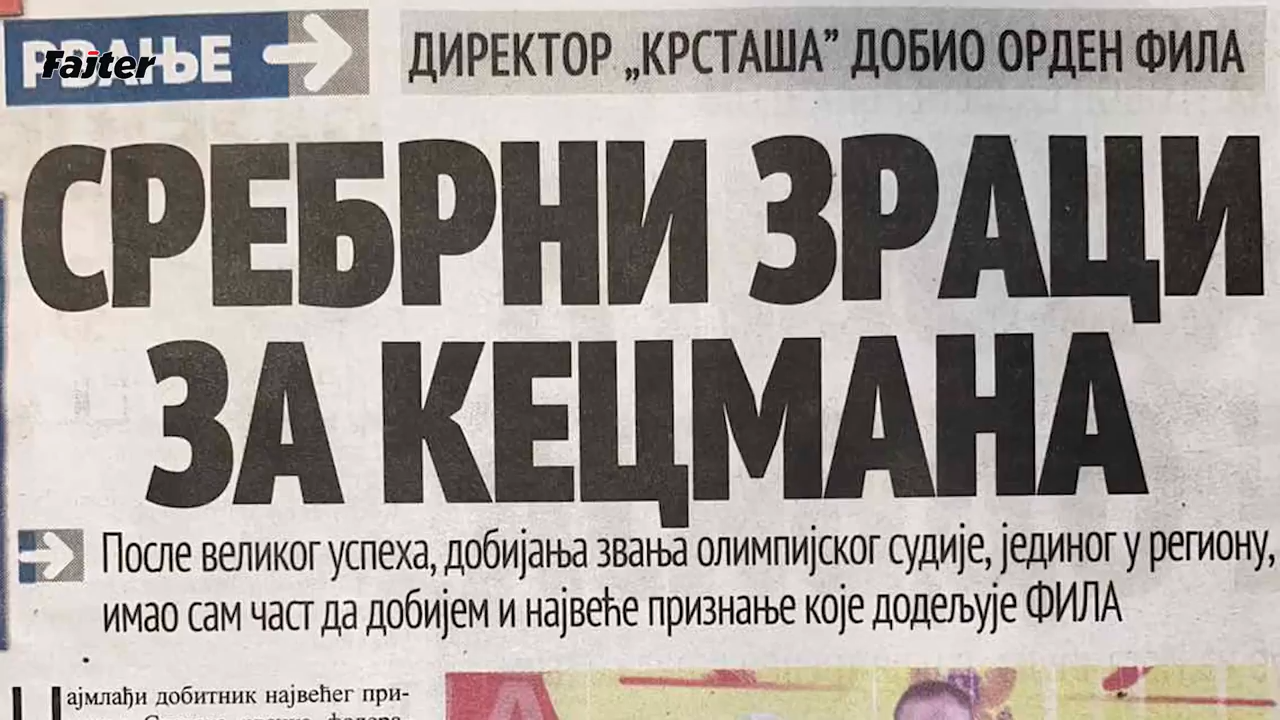 РВАЊЕ
Fajter
ДИРЕКТОР „КРСТАША” ДОБИО ОРДЕН ФИЛА
СРЕБРНИ ЗРАЦИ
ЗА КЕЦМАНА
После великог успеха, добијања звања олимпијског судије, јединог у региону,
имао сам част да добијем и највеће признање које додељује ФИЛА
Најмлађи добитник највећег при-